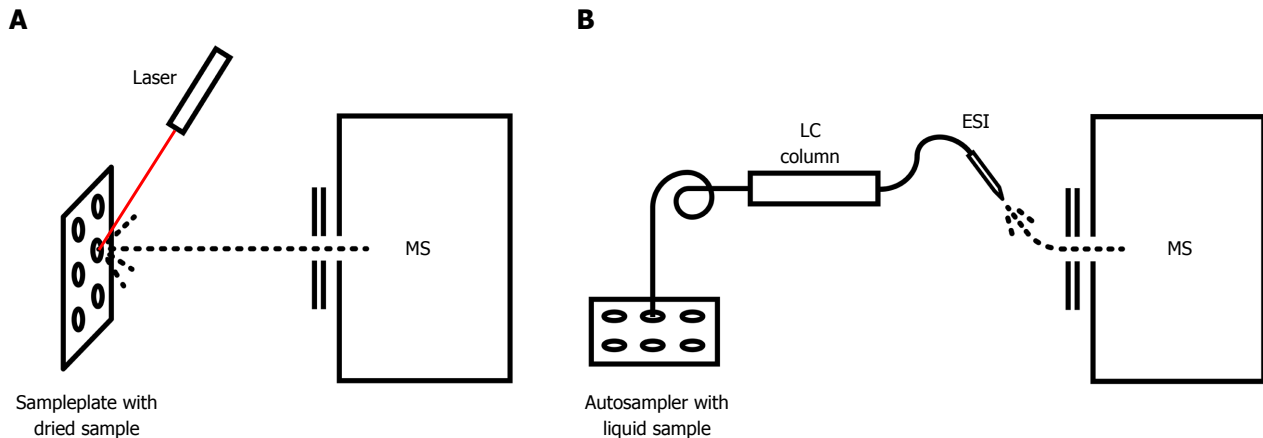 A
Laser
MS
Sampleplate with
dried sample
B
LC
column
ESI
MS
Autosampler with
liquid sample